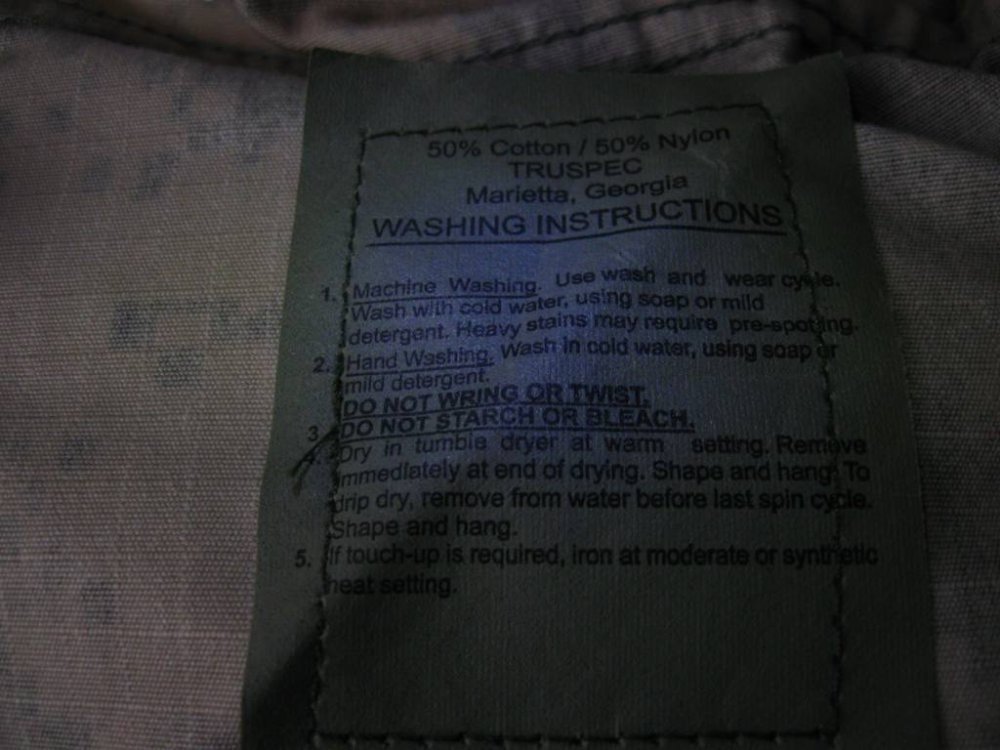 50% Cotton / 50% Nylon
TRUSPEC
Marietta, Georgia
WASHING INSTRUCTIONS
1. Machine Washing. Use wash and wear cycle.
Wash with cold water, using soap or mild
detergent. Heavy stains may require pre-spotting.
2. Hand Washing. Wash in cold water, using soap or
mild detergent.
DO NOT WRING OR TWIST.
3. DO NOT STARCH OR BLEACH.
4. Dry in tumble dryer at warm setting. Remove
immediately at end of drying. Shape and hang. To
drip dry, remove from water before last spin cycle.
Shape and hang.
5. If touch-up is required, iron at moderate or synthetic
heat setting.